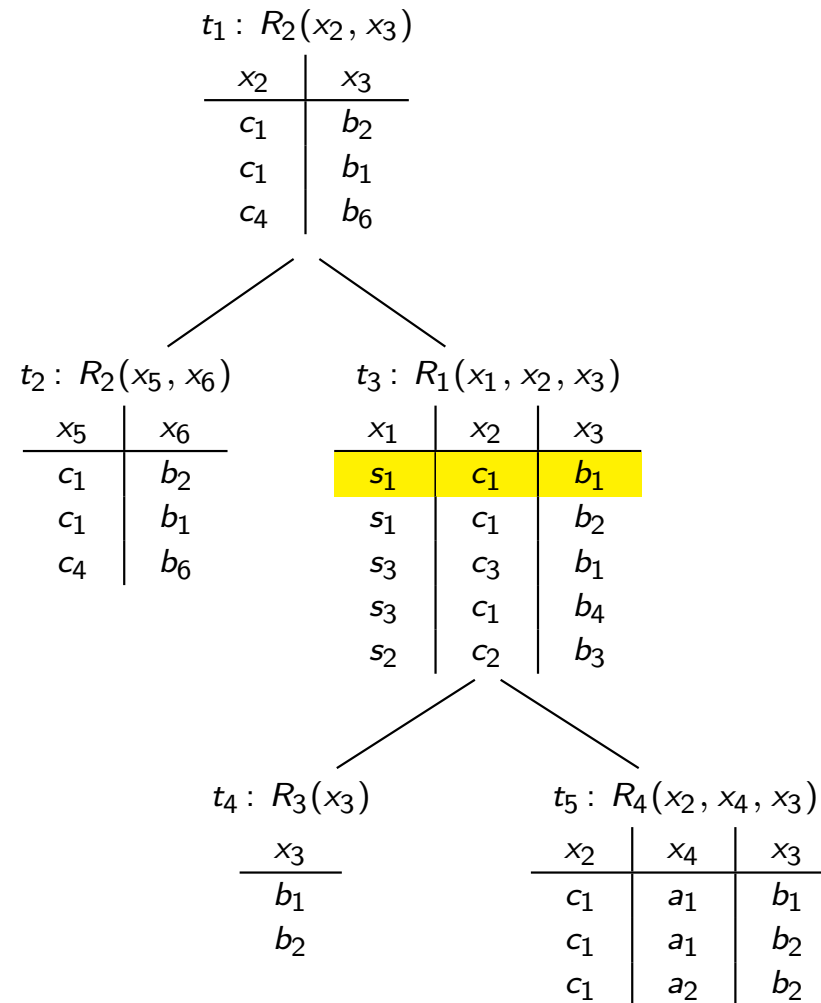 t₁ : R₂(x₂, x₃)
x₂ x₃
c₁ b₂
c₁ b₁
c₄ b₆
t₂ : R₂(x₅, x₆) t₃ : R₁(x₁, x₂, x₃)
x₅ x₆ x₁ x₂ x₃
c₁ b₂ s₁ c₁ b₁
c₁ b₁ s₁ c₁ b₂
c₄ b₆ s₃ c₃ b₁
s₃ c₁ b₄
s₂ c₂ b₃
t₄ : R₃(x₃) t₅ : R₄(x₂, x₄, x₃)
x₃ x₂ x₄ x₃
b₁ c₁ a₁ b₁
b₂ c₁ a₁ b₂
c₁ a₂ b₂